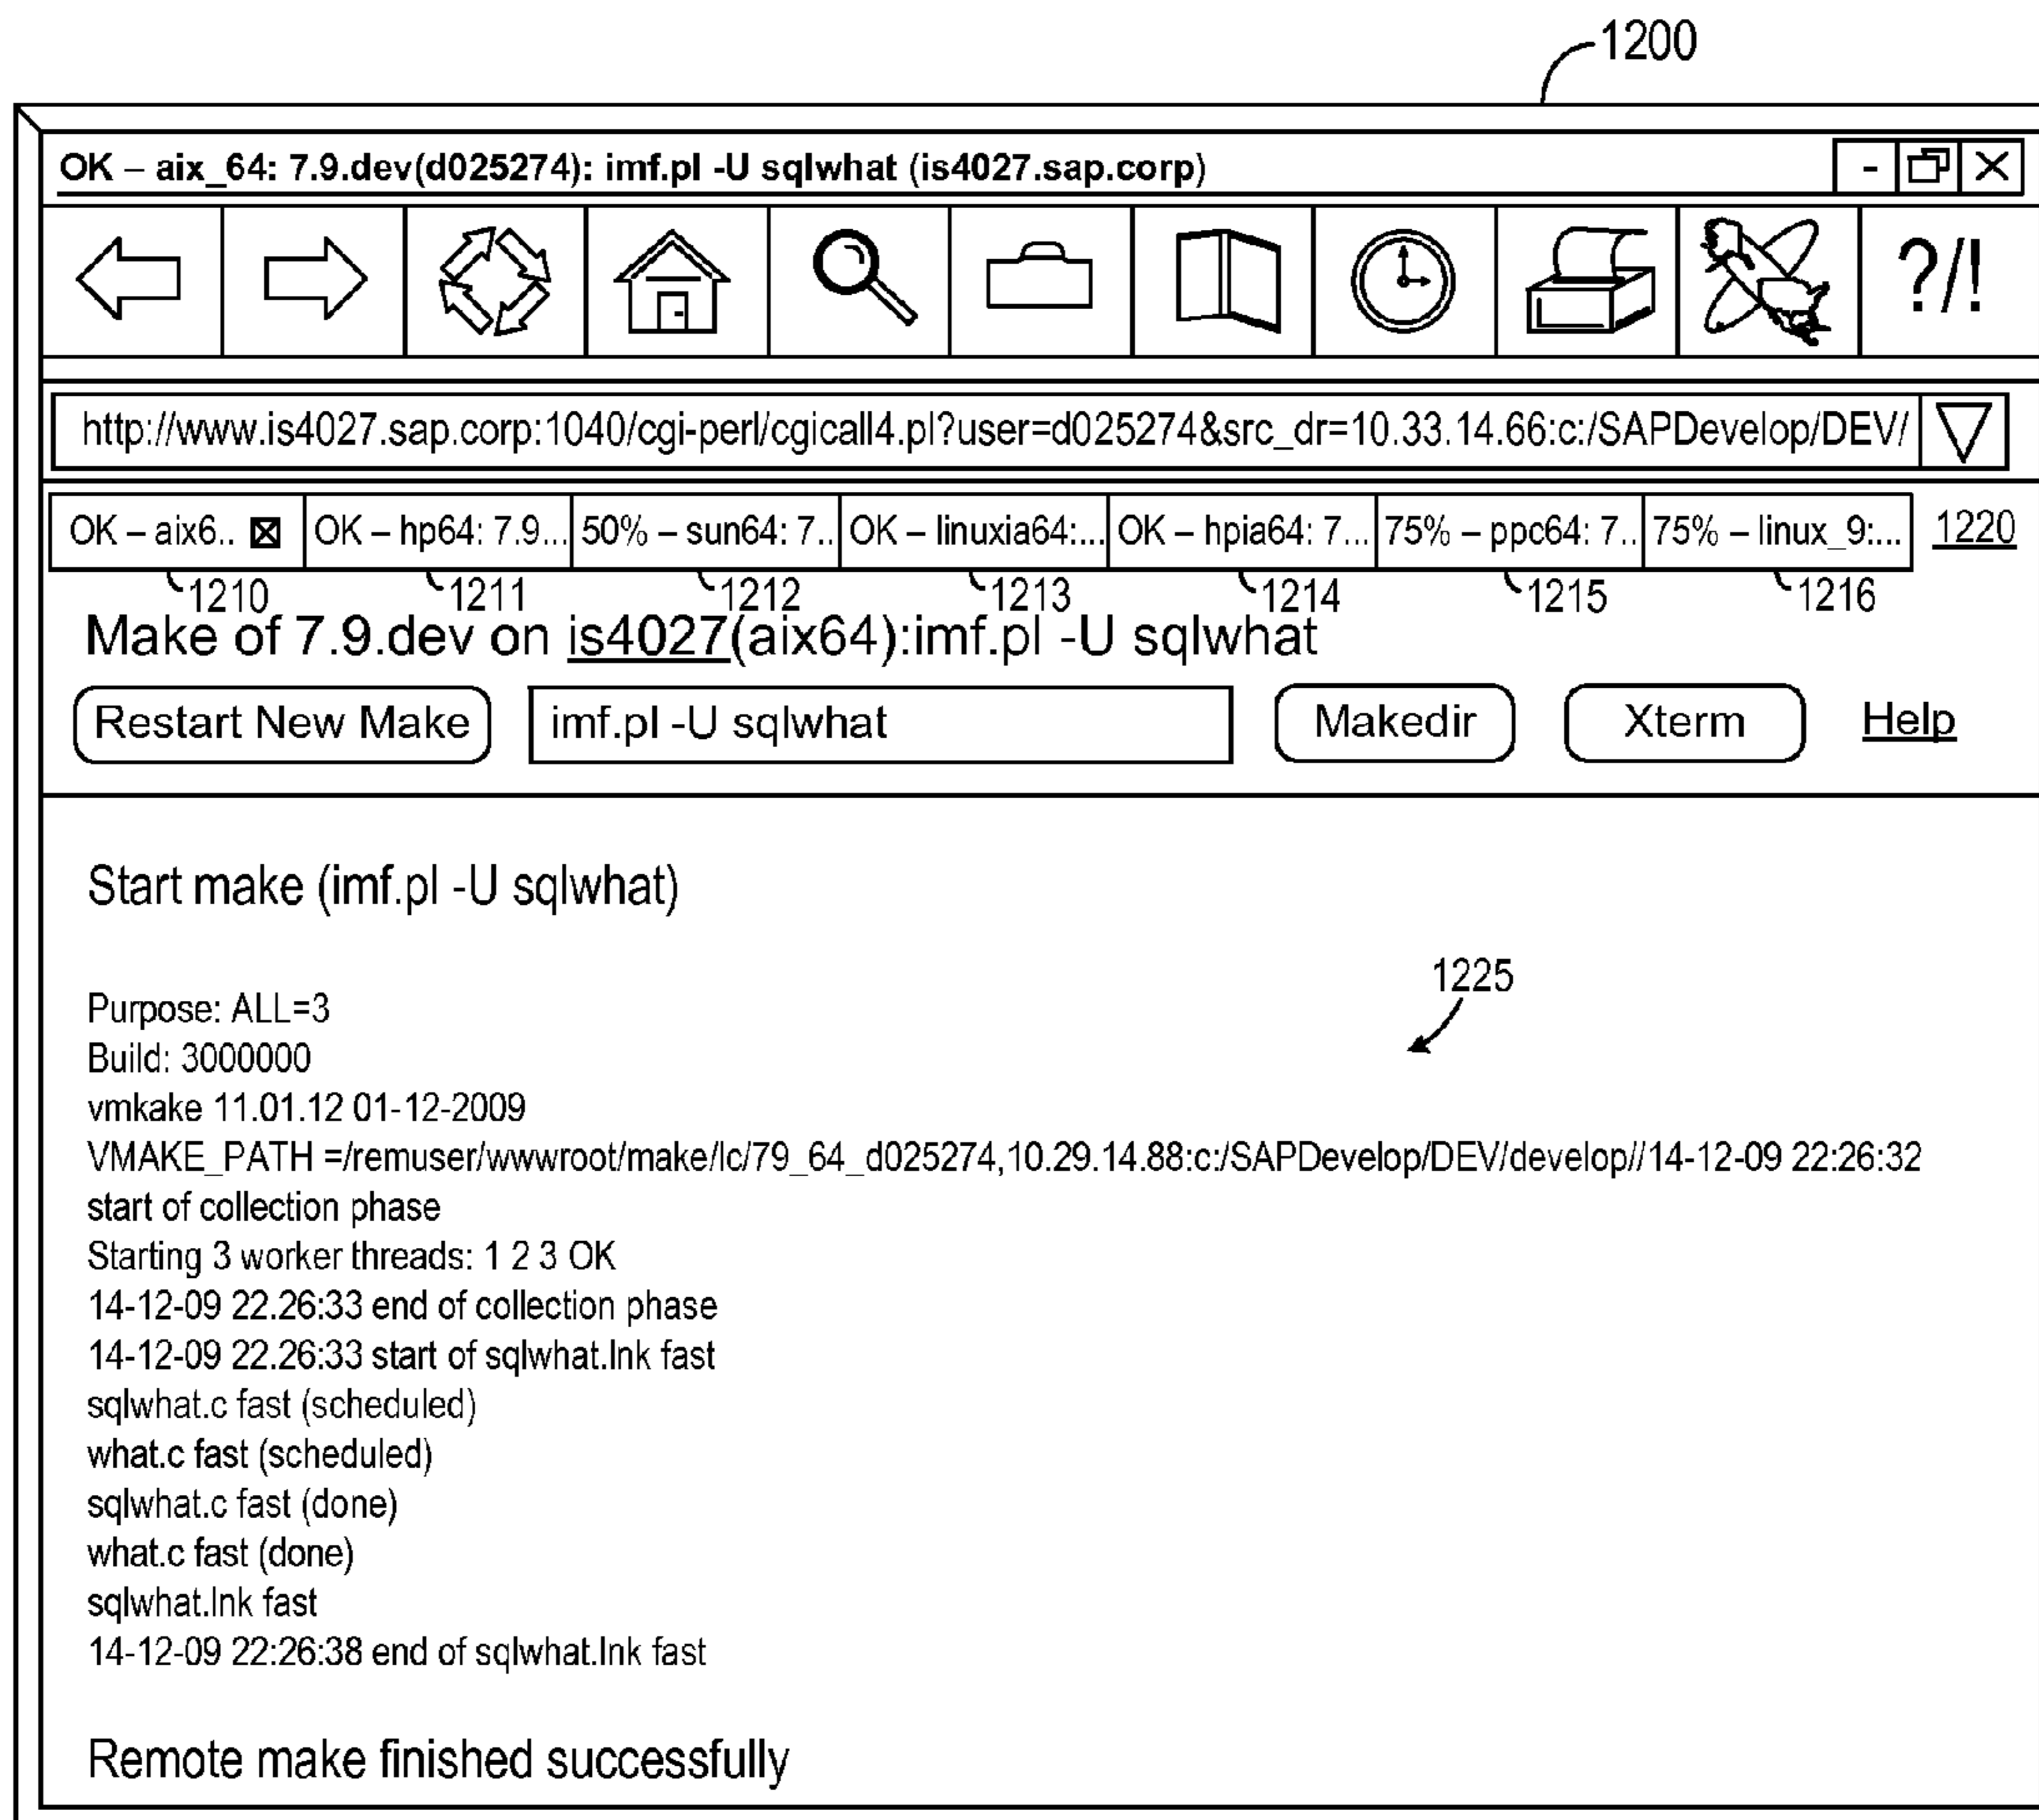 1200
OK – aix_64: 7.9.dev(d025274): imf.pl -U sqlwhat (is4027.sap.corp)
?/!
http://www.is4027.sap.corp:1040/cgi-perl/cgicall4.pl?user=d025274&src_dr=10.33.14.66:c:/SAPDevelop/DEV/
OK – aix6.. OK – hp64: 7.9... 50% – sun64: 7.. OK – linuxia64:... OK – hpia64: 7... 75% – ppc64: 7.. 75% – linux_9:... 1220
1210 1211 1212 1213 1214 1215 1216
Make of 7.9.dev on is4027(aix64):imf.pl -U sqlwhat
Restart New Make imf.pl -U sqlwhat Makedir Xterm Help
Start make (imf.pl -U sqlwhat)
1225
Purpose: ALL=3
Build: 3000000
vmkake 11.01.12 01-12-2009
VMAKE_PATH =/remuser/wwwroot/make/lc/79_64_d025274,10.29.14.88:c:/SAPDevelop/DEV/develop//14-12-09 22:26:32
start of collection phase
Starting 3 worker threads: 1 2 3 OK
14-12-09 22.26:33 end of collection phase
14-12-09 22.26:33 start of sqlwhat.lnk fast
sqlwhat.c fast (scheduled)
what.c fast (scheduled)
sqlwhat.c fast (done)
what.c fast (done)
sqlwhat.lnk fast
14-12-09 22:26:38 end of sqlwhat.lnk fast
Remote make finished successfully